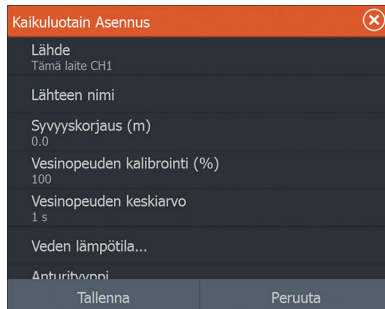 Kaikuluotain Asennus
Lähde
Tämä laite CH1
Lähteen nimi
Syvyyskorjaus (m)
0.0
Vesinopeuden kalibrointi (%)
100
Vesinopeuden keskiarvo
1 s
Veden lämpötila...
Anturityyppi
Tallenna
Peruuta